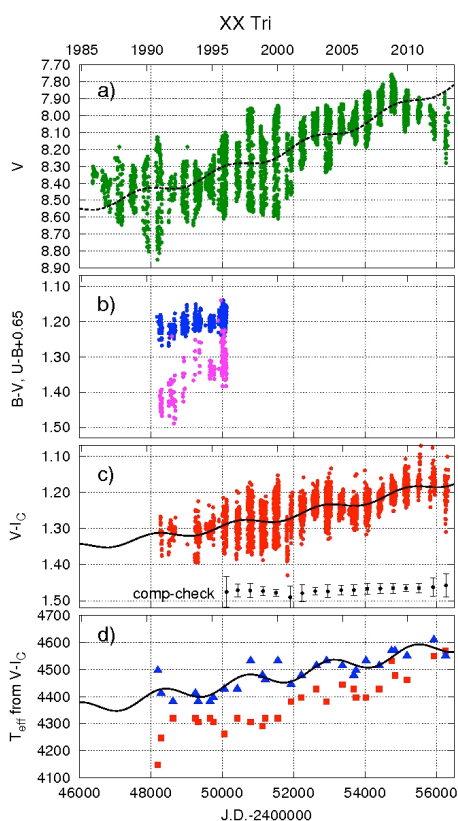 XX Tri
1985 1990 1995 2000 2004 2010
7.70
7.80
7.90
8.00
8.10
8.20
8.30
8.40
8.50
8.60
8.70
8.80
8.90
V
a)
1.10
1.20
1.30
1.40
1.50
B-V, U-B+0.65
b)
1.10
1.20
1.30
1.40
1.50
V-I_C
c)
comp-check
4700
4600
4500
4400
4300
4200
4100
T_eff from V-I_C
d)
46000 48000 50000 52000 54000 56000
J.D.-2400000